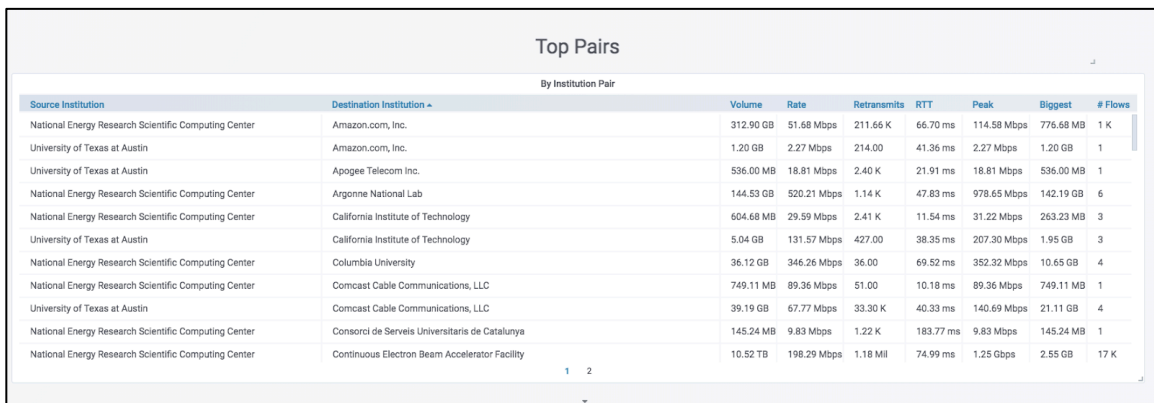 Top Pairs
By Institution Pair
Source Institution Destination Institution Volume Rate Retransmits RTT Peak Biggest # Flows
National Energy Research Scientific Computing Center Amazon.com, Inc. 312.90 GB 51.68 Mbps 211.66 K 66.70 ms 114.58 Mbps 776.68 MB 1 K
University of Texas at Austin Amazon.com, Inc. 1.20 GB 2.27 Mbps 214.00 41.36 ms 2.27 Mbps 1.20 GB 1
University of Texas at Austin Apogee Telecom Inc. 536.00 MB 18.81 Mbps 2.40 K 21.91 ms 18.81 Mbps 536.00 MB 1
National Energy Research Scientific Computing Center Argonne National Lab 144.53 GB 520.21 Mbps 1.14 K 47.83 ms 978.65 Mbps 142.19 GB 6
National Energy Research Scientific Computing Center California Institute of Technology 604.68 MB 29.59 Mbps 2.41 K 11.54 ms 31.22 Mbps 263.23 MB 3
University of Texas at Austin California Institute of Technology 5.04 GB 131.57 Mbps 427.00 38.35 ms 207.30 Mbps 1.95 GB 3
National Energy Research Scientific Computing Center Columbia University 36.12 GB 346.26 Mbps 36.00 69.52 ms 352.32 Mbps 10.65 GB 4
National Energy Research Scientific Computing Center Comcast Cable Communications, LLC 749.11 MB 89.36 Mbps 51.00 10.18 ms 89.36 Mbps 749.11 MB 1
University of Texas at Austin Comcast Cable Communications, LLC 39.19 GB 67.77 Mbps 33.30 K 40.33 ms 140.69 Mbps 21.11 GB 4
National Energy Research Scientific Computing Center Consorci de Serveis Universitaris de Catalunya 145.24 MB 9.83 Mbps 1.22 K 183.77 ms 9.83 Mbps 145.24 MB 1
National Energy Research Scientific Computing Center Continuous Electron Beam Accelerator Facility 10.52 TB 198.29 Mbps 1.18 Mil 74.99 ms 1.25 Gbps 2.55 GB 17 K
1 2